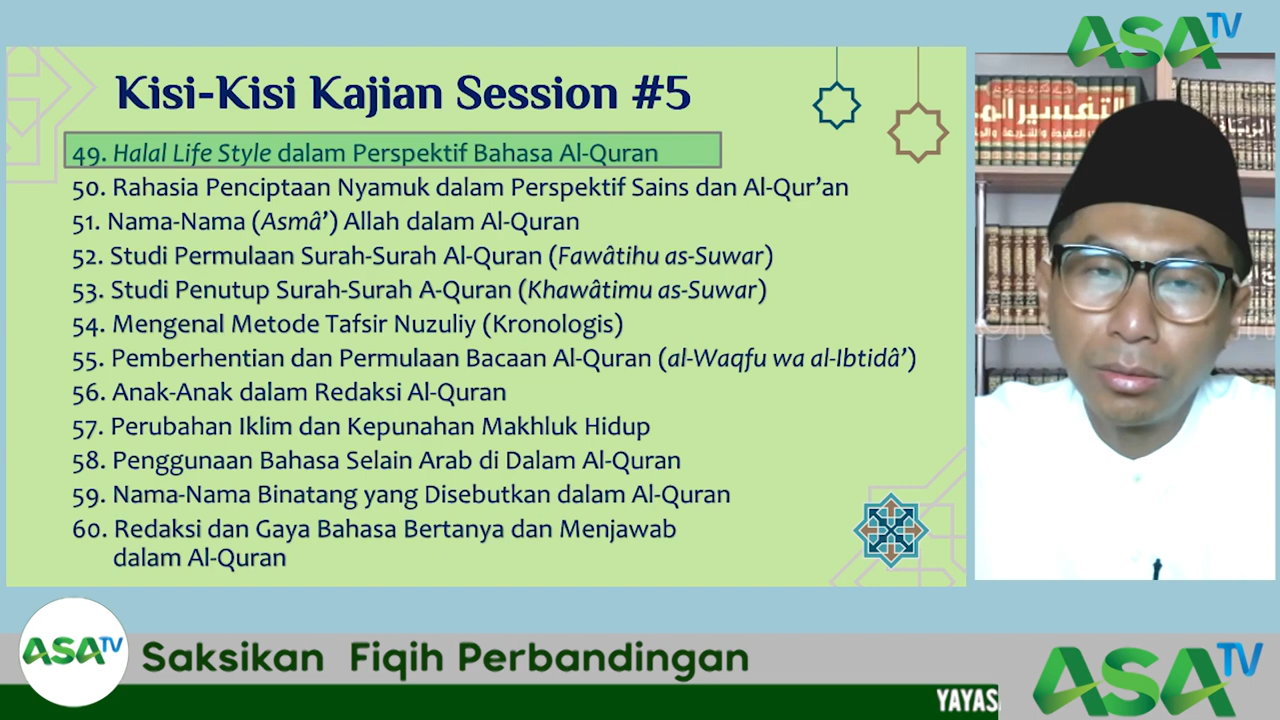 ASA TV
Kisi-Kisi Kajian Session #5
49. Halal Life Style dalam Perspektif Bahasa Al-Quran
50. Rahasia Penciptaan Nyamuk dalam Perspektif Sains dan Al-Qur’an
51. Nama-Nama (Asmâ’) Allah dalam Al-Quran
52. Studi Permulaan Surah-Surah Al-Quran (Fawâtihu as-Suwar)
53. Studi Penutup Surah-Surah A-Quran (Khawâtimu as-Suwar)
54. Mengenal Metode Tafsir Nuzuliy (Kronologis)
55. Pemberhentian dan Permulaan Bacaan Al-Quran (al-Waqfu wa al-Ibtidâ’)
56. Anak-Anak dalam Redaksi Al-Quran
57. Perubahan Iklim dan Kepunahan Makhluk Hidup
58. Penggunaan Bahasa Selain Arab di Dalam Al-Quran
59. Nama-Nama Binatang yang Disebutkan dalam Al-Quran
60. Redaksi dan Gaya Bahasa Bertanya dan Menjawab
dalam Al-Quran
التفسير
ASA TV
Saksikan Fiqih Perbandingan
ASA TV
YAYAS